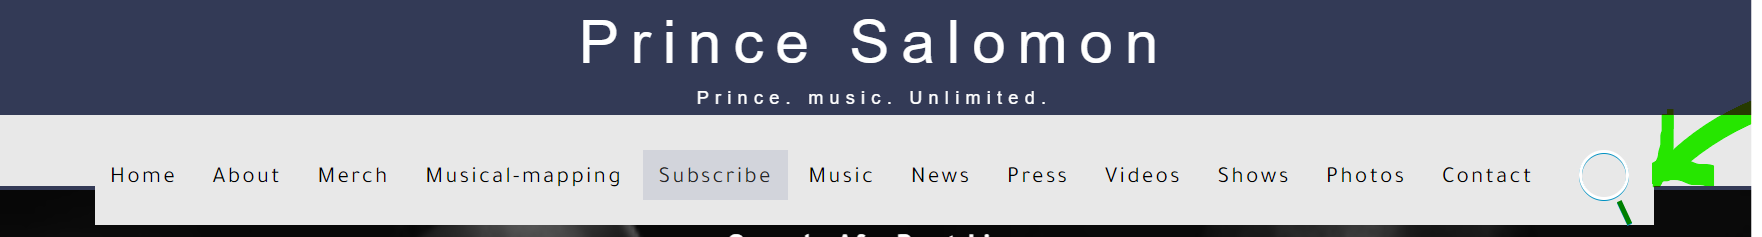 Prince Salomon
Prince. music. Unlimited.
Home About Merch Musical-mapping Subscribe Music News Press Videos Shows Photos Contact